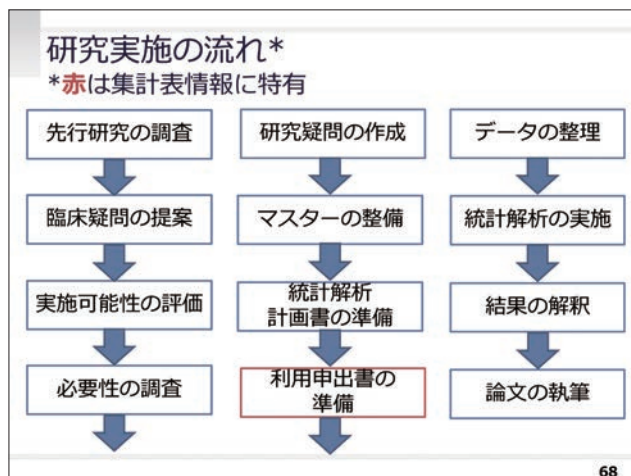 研究実施の流れ*
*赤は集計表情報に特有
先行研究の調査
臨床疑問の提案
実施可能性の評価
必要性の調査
研究疑問の作成
マスターの整備
統計解析
計画書の準備
利用申出書の
準備
データの整理
統計解析の実施
結果の解釈
論文の執筆
68